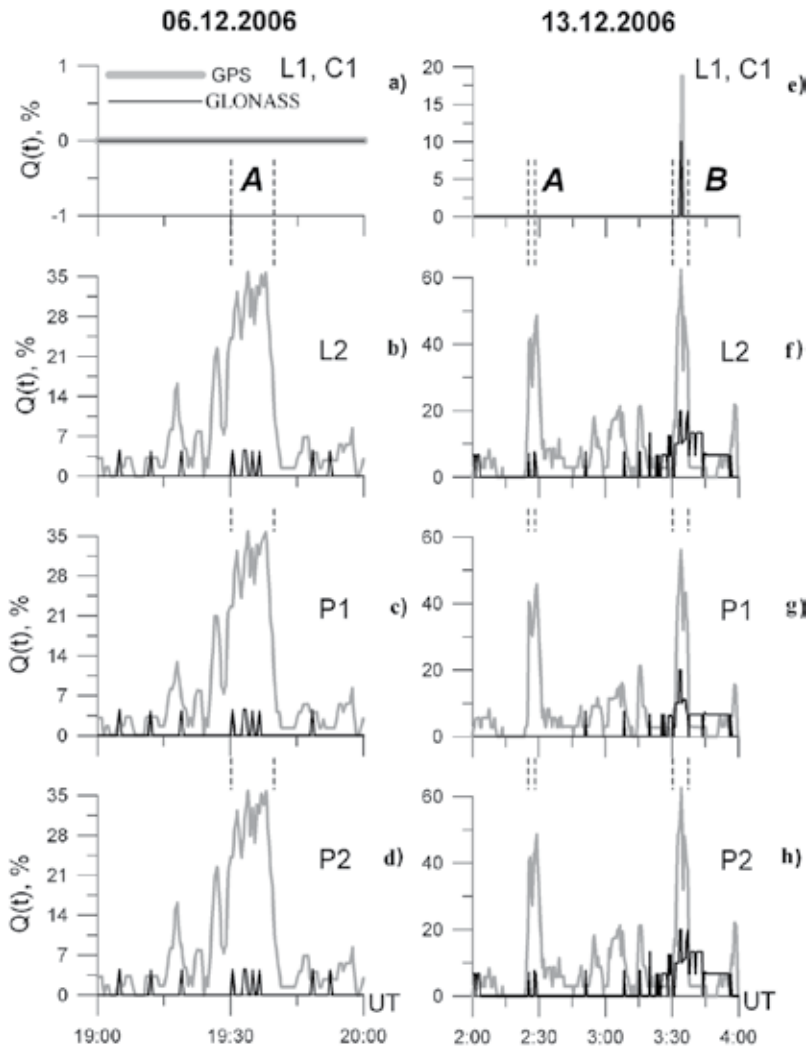 06.12.2006 13.12.2006
1 GPS L1, C1 a) 20 L1, C1 e)
GLONASS 15
Q(t), % 0 10
A 5 A B
-1 0
35 60
28 L2 b) L2 f)
Q(t), % 21 40
14 20
7
0 0
35 60
28 P1 c) P1 g)
Q(t), % 21 40
14 20
7
0 0
35 60
28 P2 d) P2 h)
Q(t), % 21 40
14 20
7
0 UT 0 UT
19:00 19:30 20:00 2:00 2:30 3:00 3:30 4:00